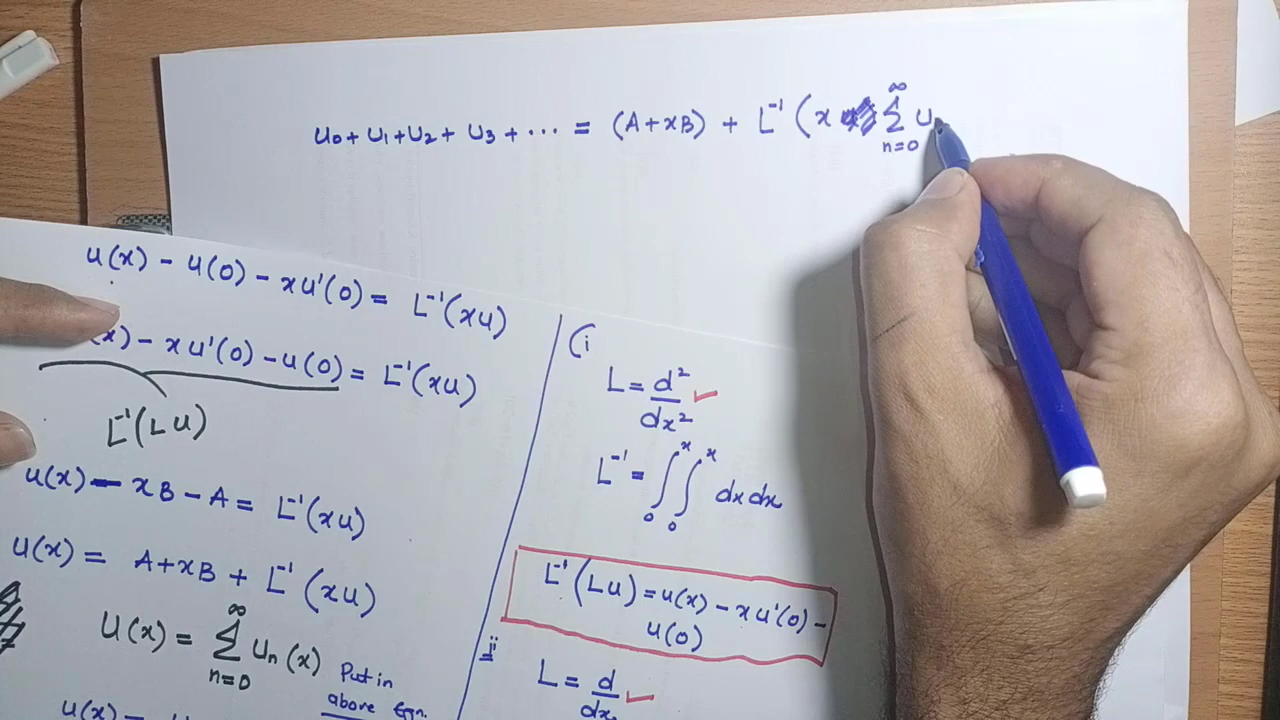 u₀ + u₁ + u₂ + u₃ + ⋯ = (A+xB) + L⁻¹(x ∑_{n=0}^{∞} u
u(x) − u(0) − xu'(0) = L⁻¹(xu)
x) − xu'(0) − u(0) = L⁻¹(xu)
L⁻¹(Lu)
u(x) − xB − A = L⁻¹(xu)
u(x) = A+xB + L⁻¹(xu)
u(x) = ∑_{n=0}^{∞} uₙ(x)
Put in
above Eqn.
u(x) =
(i
L = d²/dx² ✓
L⁻¹ = ∫₀ˣ∫₀ˣ dx dx
L⁻¹(Lu) = u(x) − xu'(0) −
u(0)
ii
L = d/dx ✓